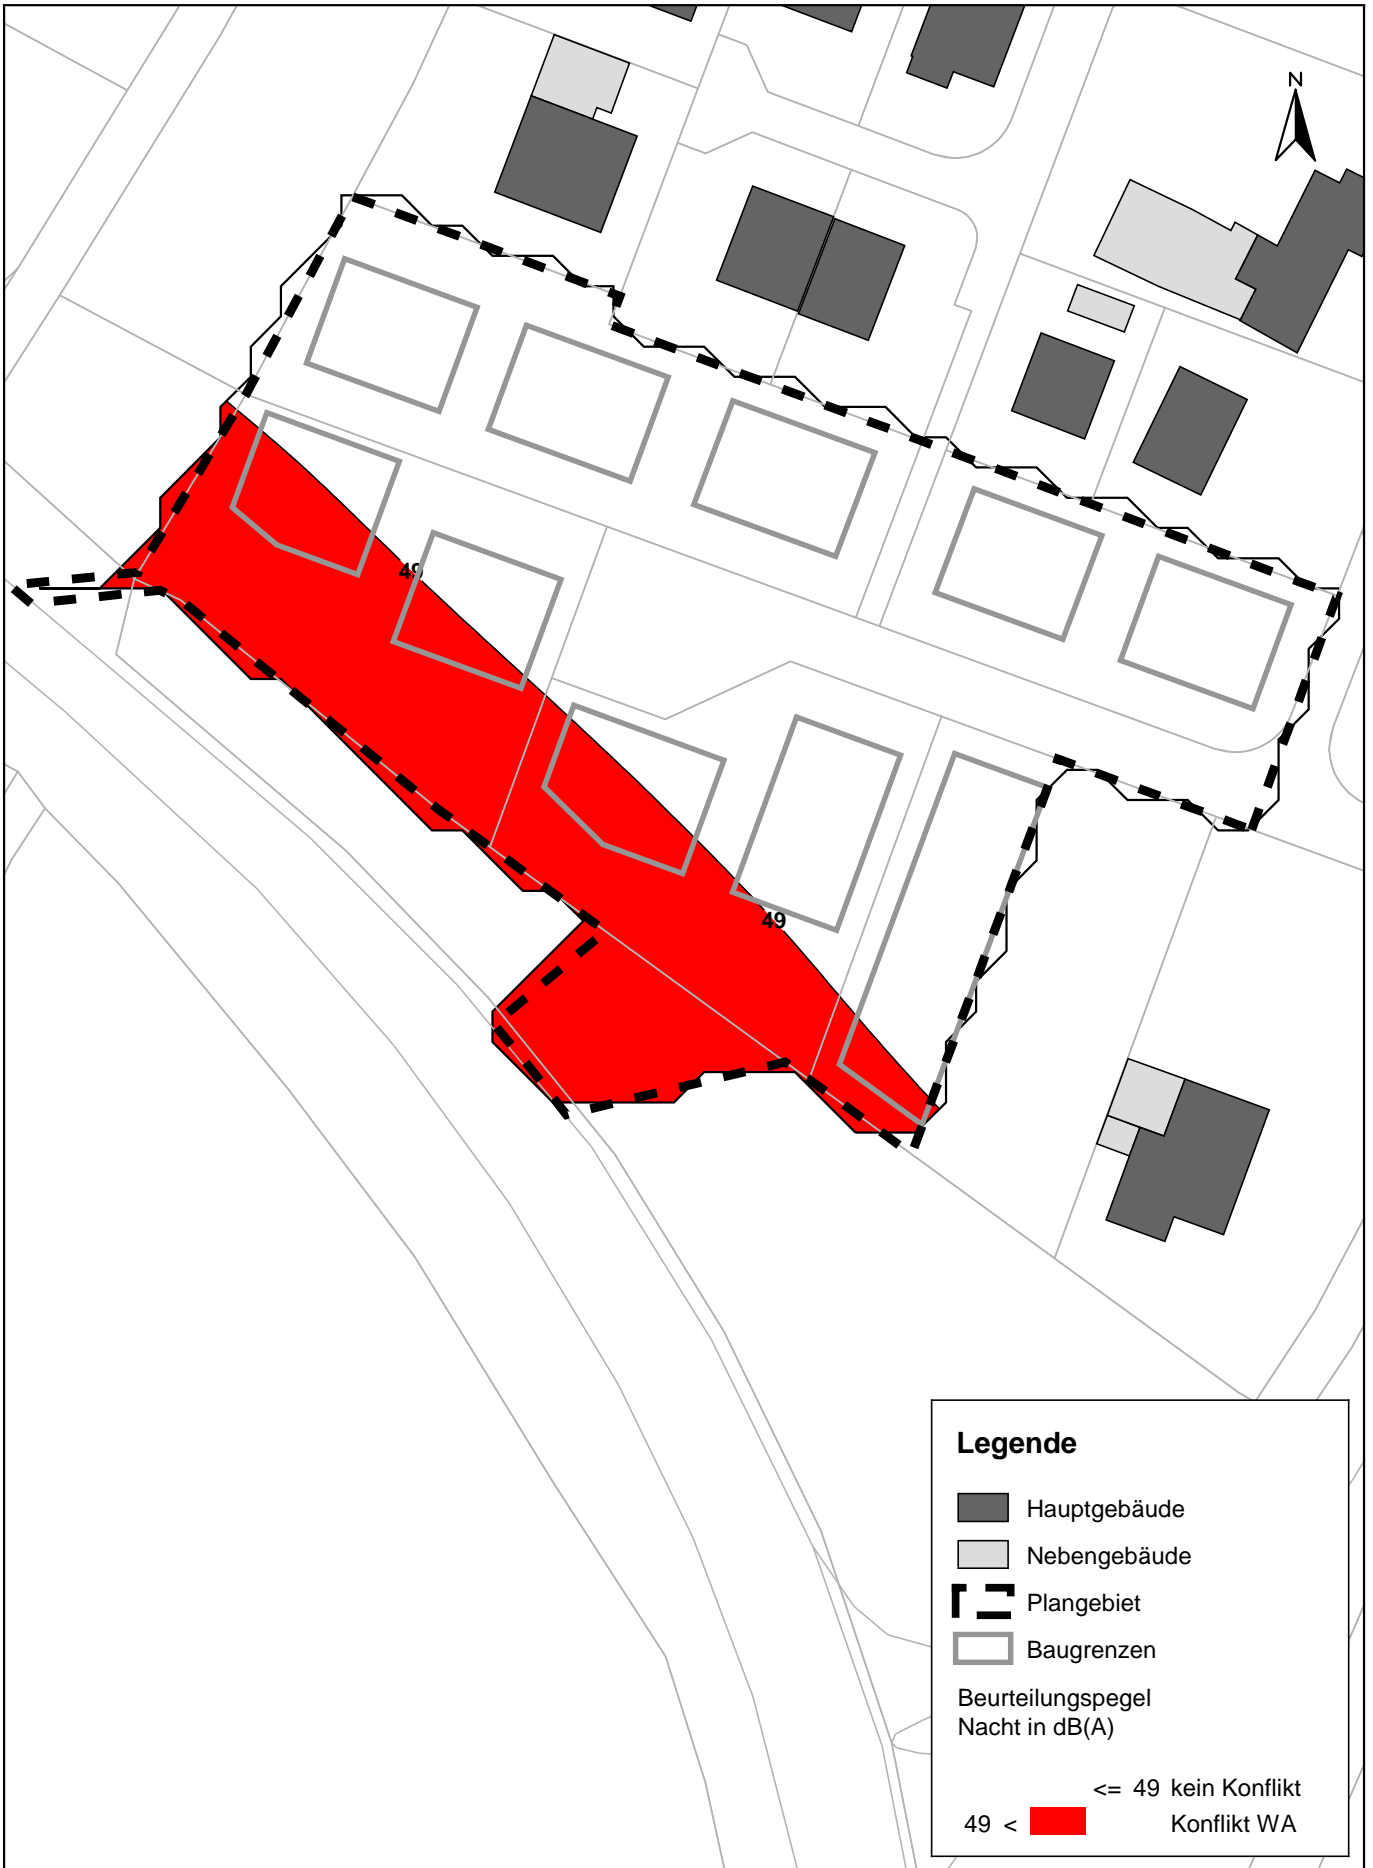 N
49
49
Legende
Hauptgebäude
Nebengebäude
Plangebiet
Baugrenzen
Beurteilungspegel
Nacht in dB(A)
<= 49 kein Konflikt
49 < Konflikt WA